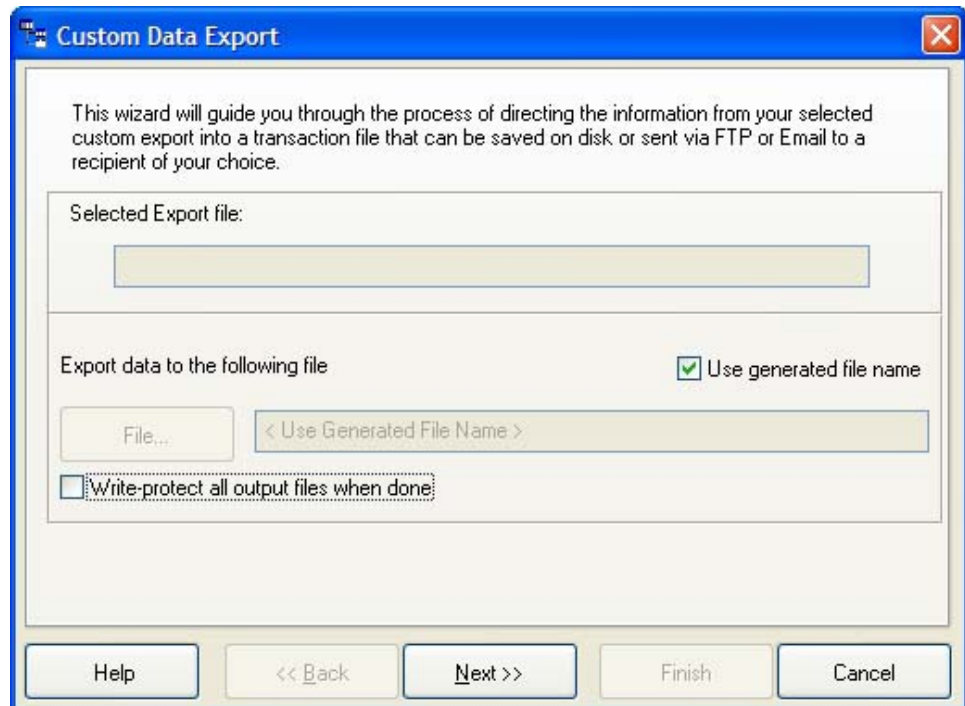 Custom Data Export
This wizard will guide you through the process of directing the information from your selected
custom export into a transaction file that can be saved on disk or sent via FTP or Email to a
recipient of your choice.
Selected Export file:
Export data to the following file
Use generated file name
File...
< Use Generated File Name >
Write-protect all output files when done
Help
<< Back
Next >>
Finish
Cancel